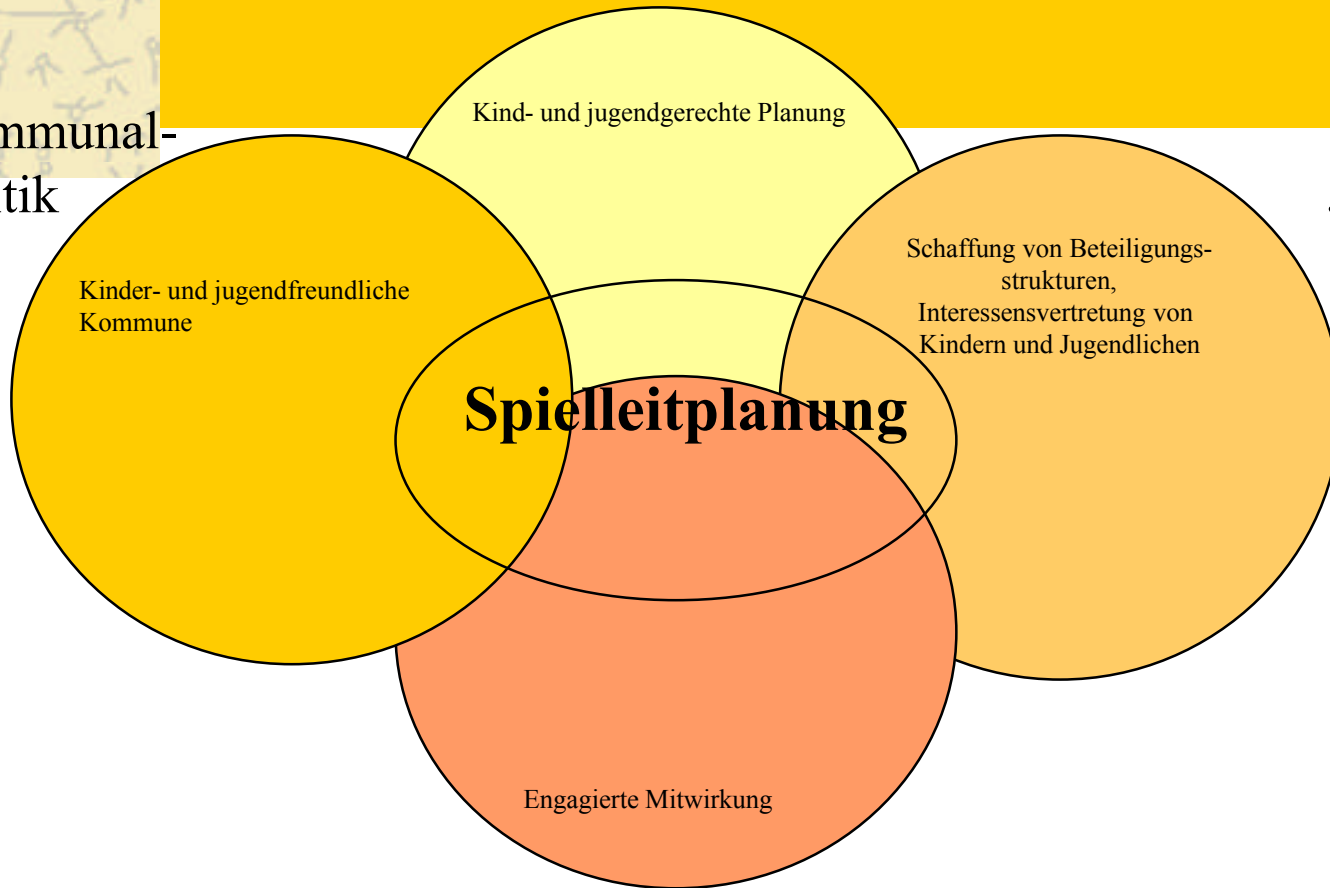 Kind- und jugendgerechte Planung
mmunal-
tik
Kinder- und jugendfreundliche
Kommune
Schaffung von Beteiligungs-
strukturen,
Interessensvertretung von
Kindern und Jugendlichen
Spielleitplanung
Engagierte Mitwirkung